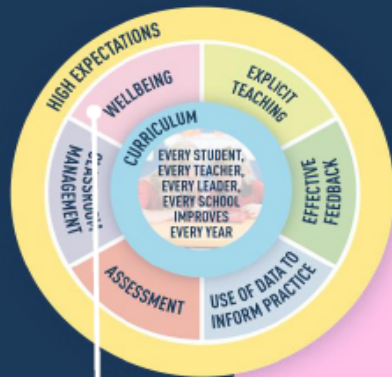 HIGH EXPECTATIONS
WELLBEING
EXPLICIT
TEACHING
EFFECTIVE
FEEDBACK
USE OF DATA TO
INFORM PRACTICE
ASSESSMENT
CLASSROOM
MANAGEMENT
CURRICULUM
EVERY STUDENT,
EVERY TEACHER,
EVERY LEADER,
EVERY SCHOOL
IMPROVES
EVERY YEAR